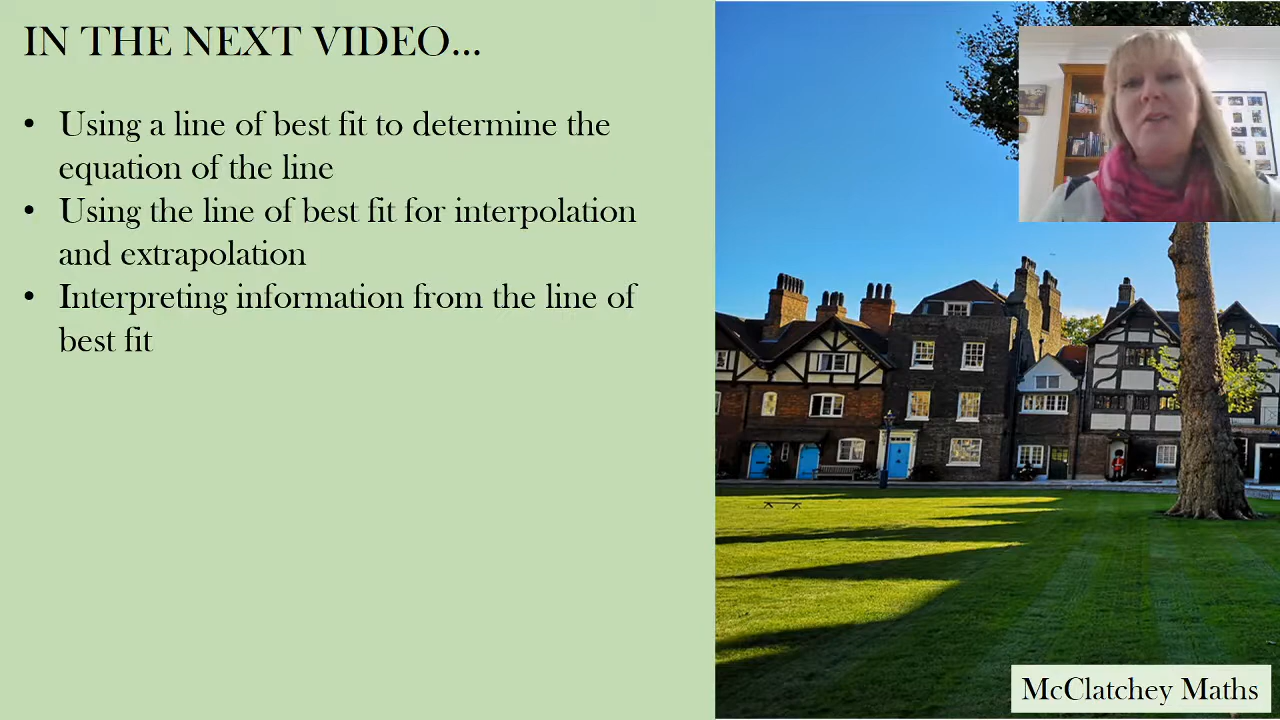 IN THE NEXT VIDEO...
• Using a line of best fit to determine the
equation of the line
• Using the line of best fit for interpolation
and extrapolation
• Interpreting information from the line of
best fit
McClatchey Maths